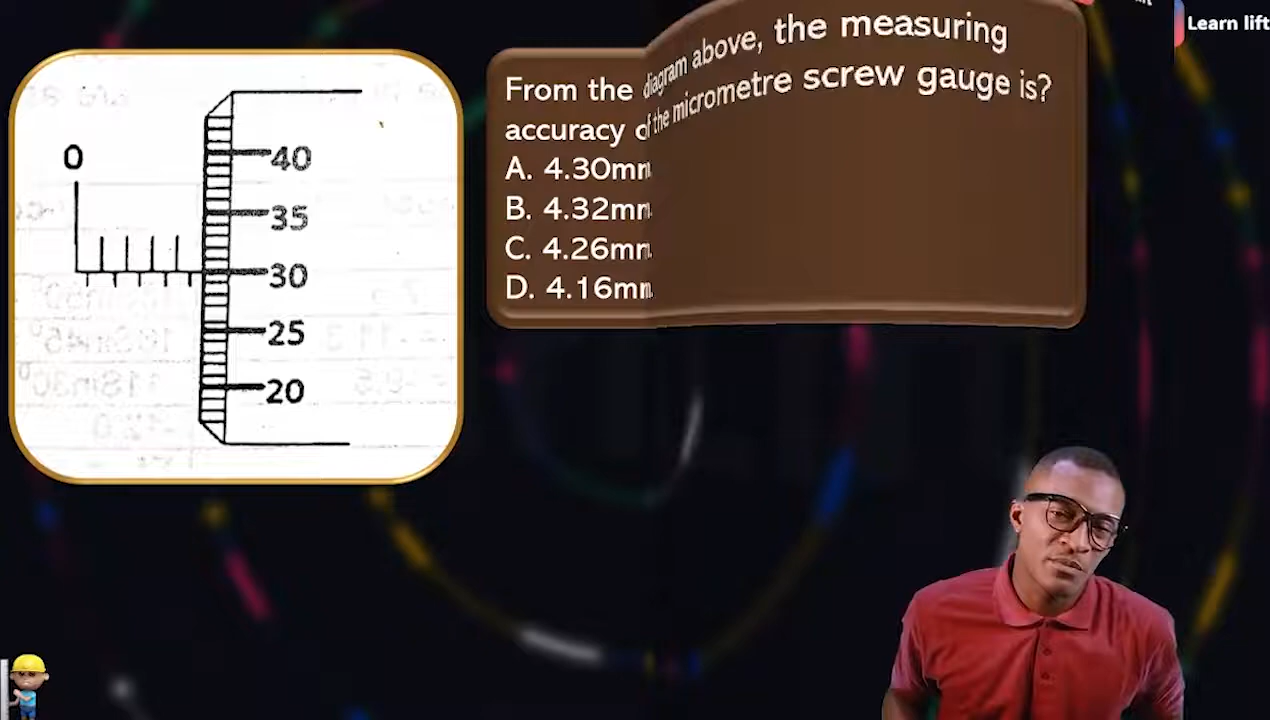 Learn lift
0
40
35
30
25
20
From the diagram above, the measuring
accuracy of the micrometre screw gauge is?
A. 4.30mm
B. 4.32mm
C. 4.26mm
D. 4.16mm